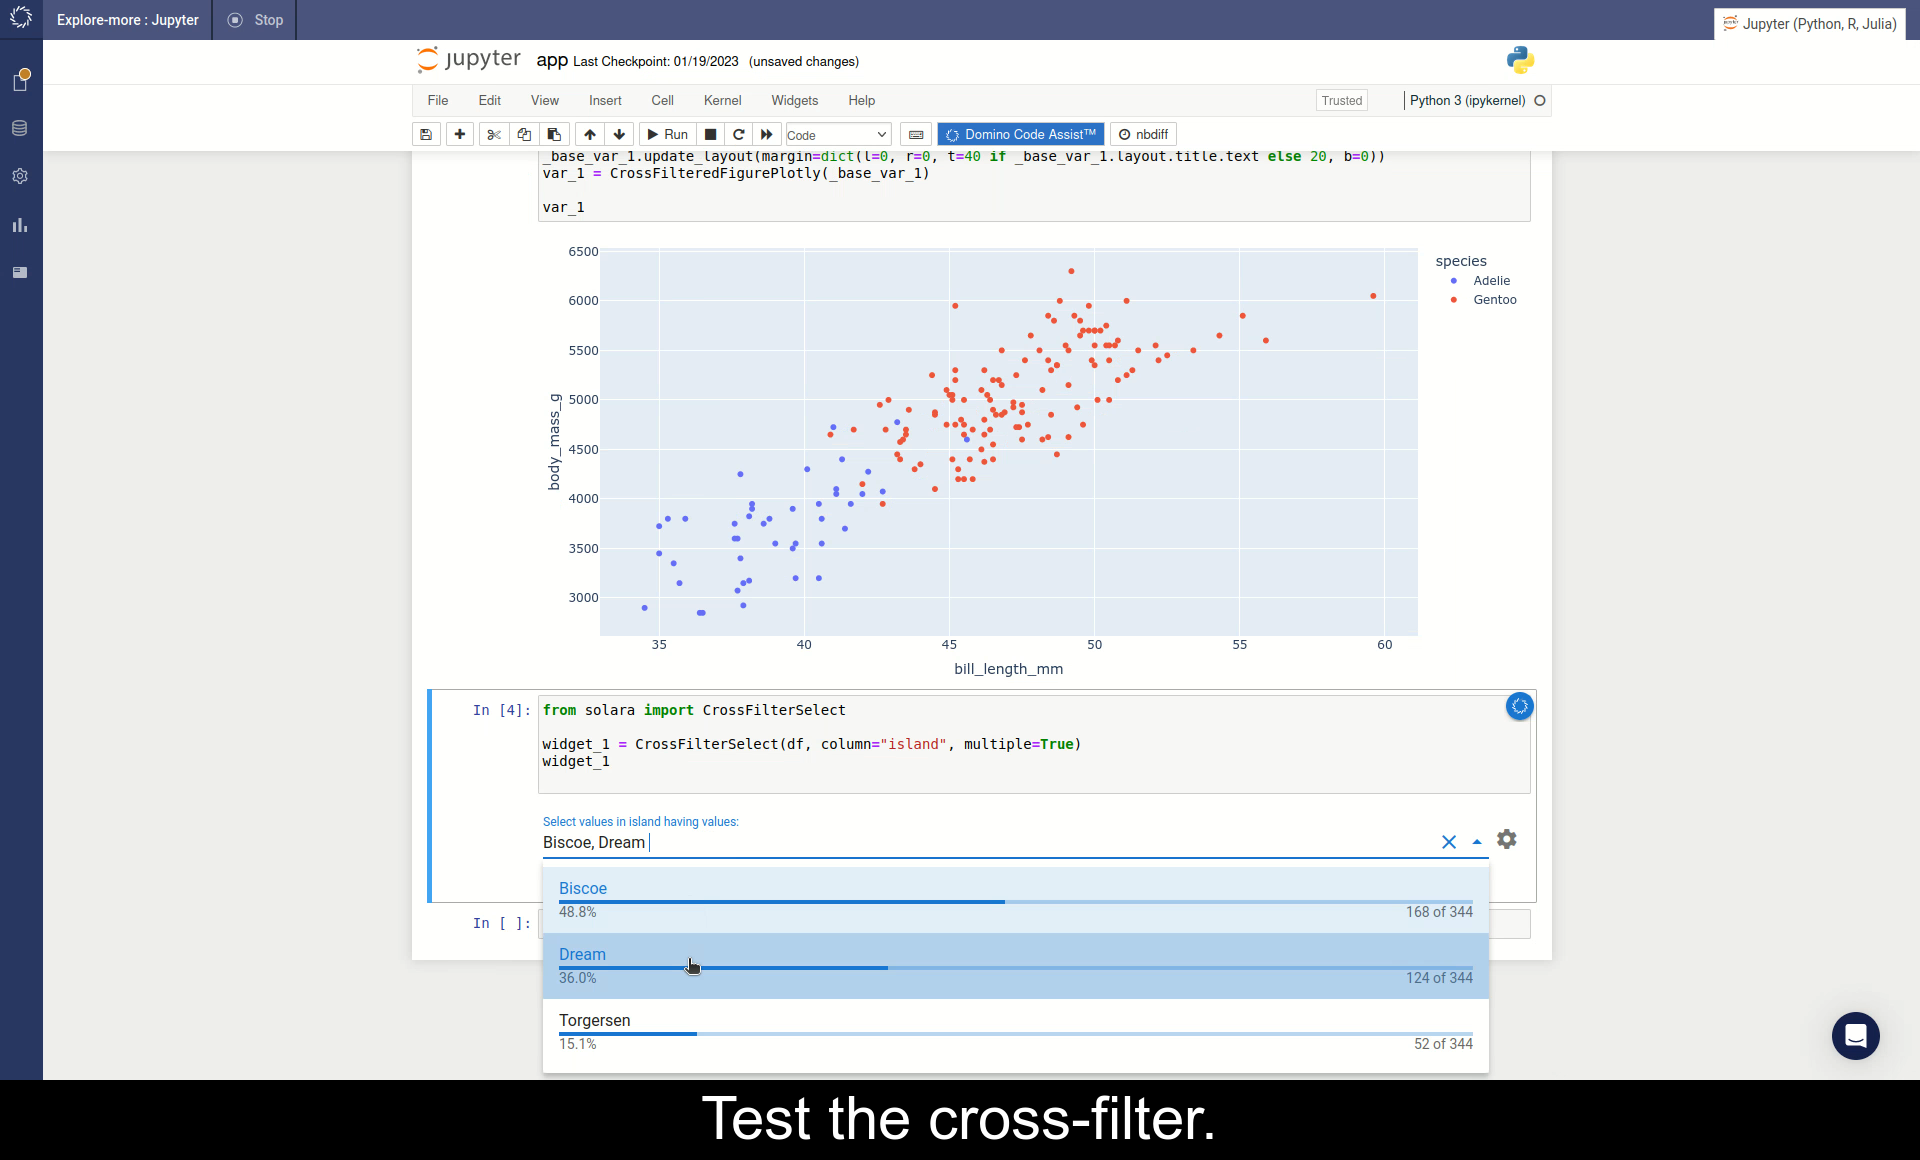 Explore-more : Jupyter
Stop
Jupyter (Python, R, Julia)
jupyter app Last Checkpoint: 01/19/2023 (unsaved changes)
File Edit View Insert Cell Kernel Widgets Help
Trusted
Python 3 (ipykernel)
Run
Code
Domino Code Assist™
nbdiff
_base_var_1.update_layout(margin=dict(l=0, r=0, t=40 if _base_var_1.layout.title.text else 20, b=0))
var_1 = CrossFilteredFigurePlotly(_base_var_1)
var_1
6500
6000
5500
5000
4500
4000
3500
3000
body_mass_g
35 40 45 50 55 60
bill_length_mm
species
Adelie
Gentoo
In [4]:
from solara import CrossFilterSelect
widget_1 = CrossFilterSelect(df, column="island", multiple=True)
widget_1
Select values in island having values:
Biscoe, Dream
Biscoe
48.8% 168 of 344
In [ ]:
Dream
36.0% 124 of 344
Torgersen
15.1% 52 of 344
Test the cross-filter.